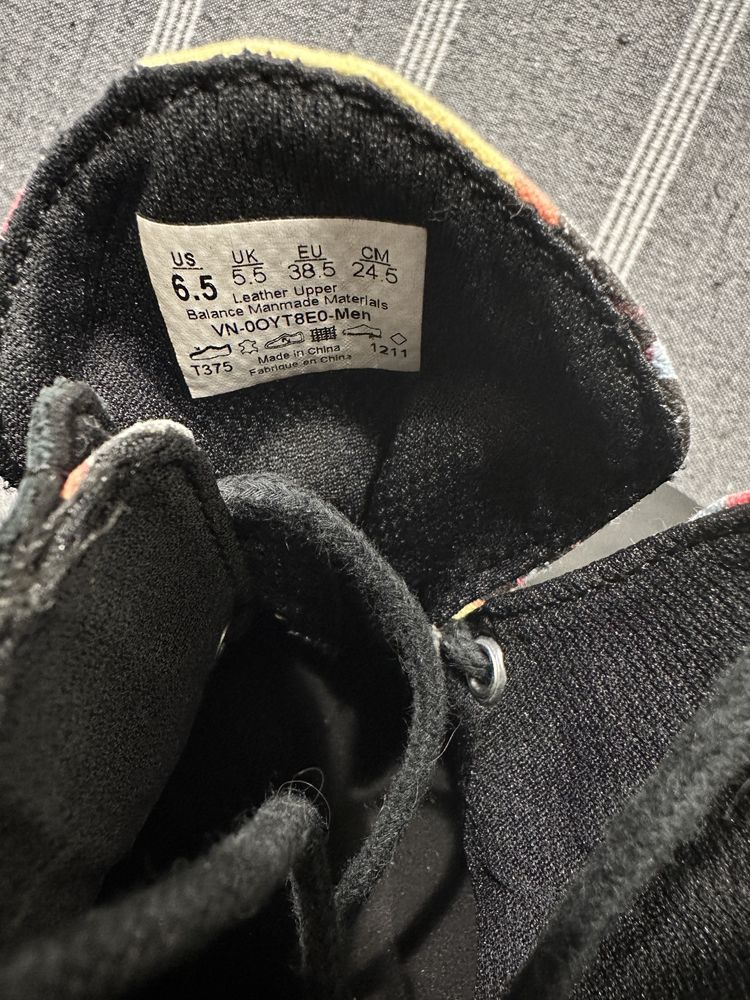 US UK EU CM
6.5 5.5 38.5 24.5
Leather Upper
Balance Manmade Materials
VN-0OYT8E0-Men
T375 Made in China 1211
Fabriqué en China